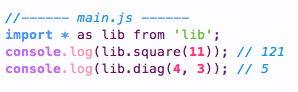 //------ main.js ------
import * as lib from 'lib';
console.log(lib.square(11)); // 121
console.log(lib.diag(4, 3)); // 5